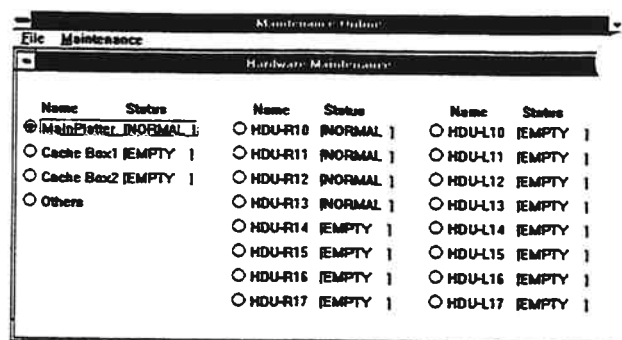 Maintenance Online
File Maintenance
Hardware Maintenance
Name Status Name Status Name Status
MainPlatter [NORMAL ] HDU-R10 [NORMAL ] HDU-L10 [EMPTY ]
Cache Box1 [EMPTY ] HDU-R11 [NORMAL ] HDU-L11 [EMPTY ]
Cache Box2 [EMPTY ] HDU-R12 [NORMAL ] HDU-L12 [EMPTY ]
Others HDU-R13 [NORMAL ] HDU-L13 [EMPTY ]
HDU-R14 [EMPTY ] HDU-L14 [EMPTY ]
HDU-R15 [EMPTY ] HDU-L15 [EMPTY ]
HDU-R16 [EMPTY ] HDU-L16 [EMPTY ]
HDU-R17 [EMPTY ] HDU-L17 [EMPTY ]